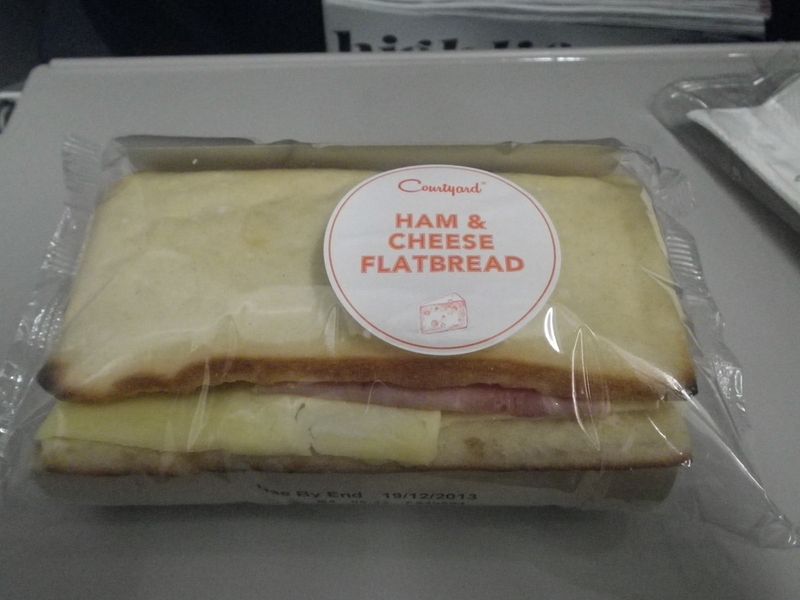 Courtyard
HAM &
CHEESE
FLATBREAD
Use By End 19/12/2013